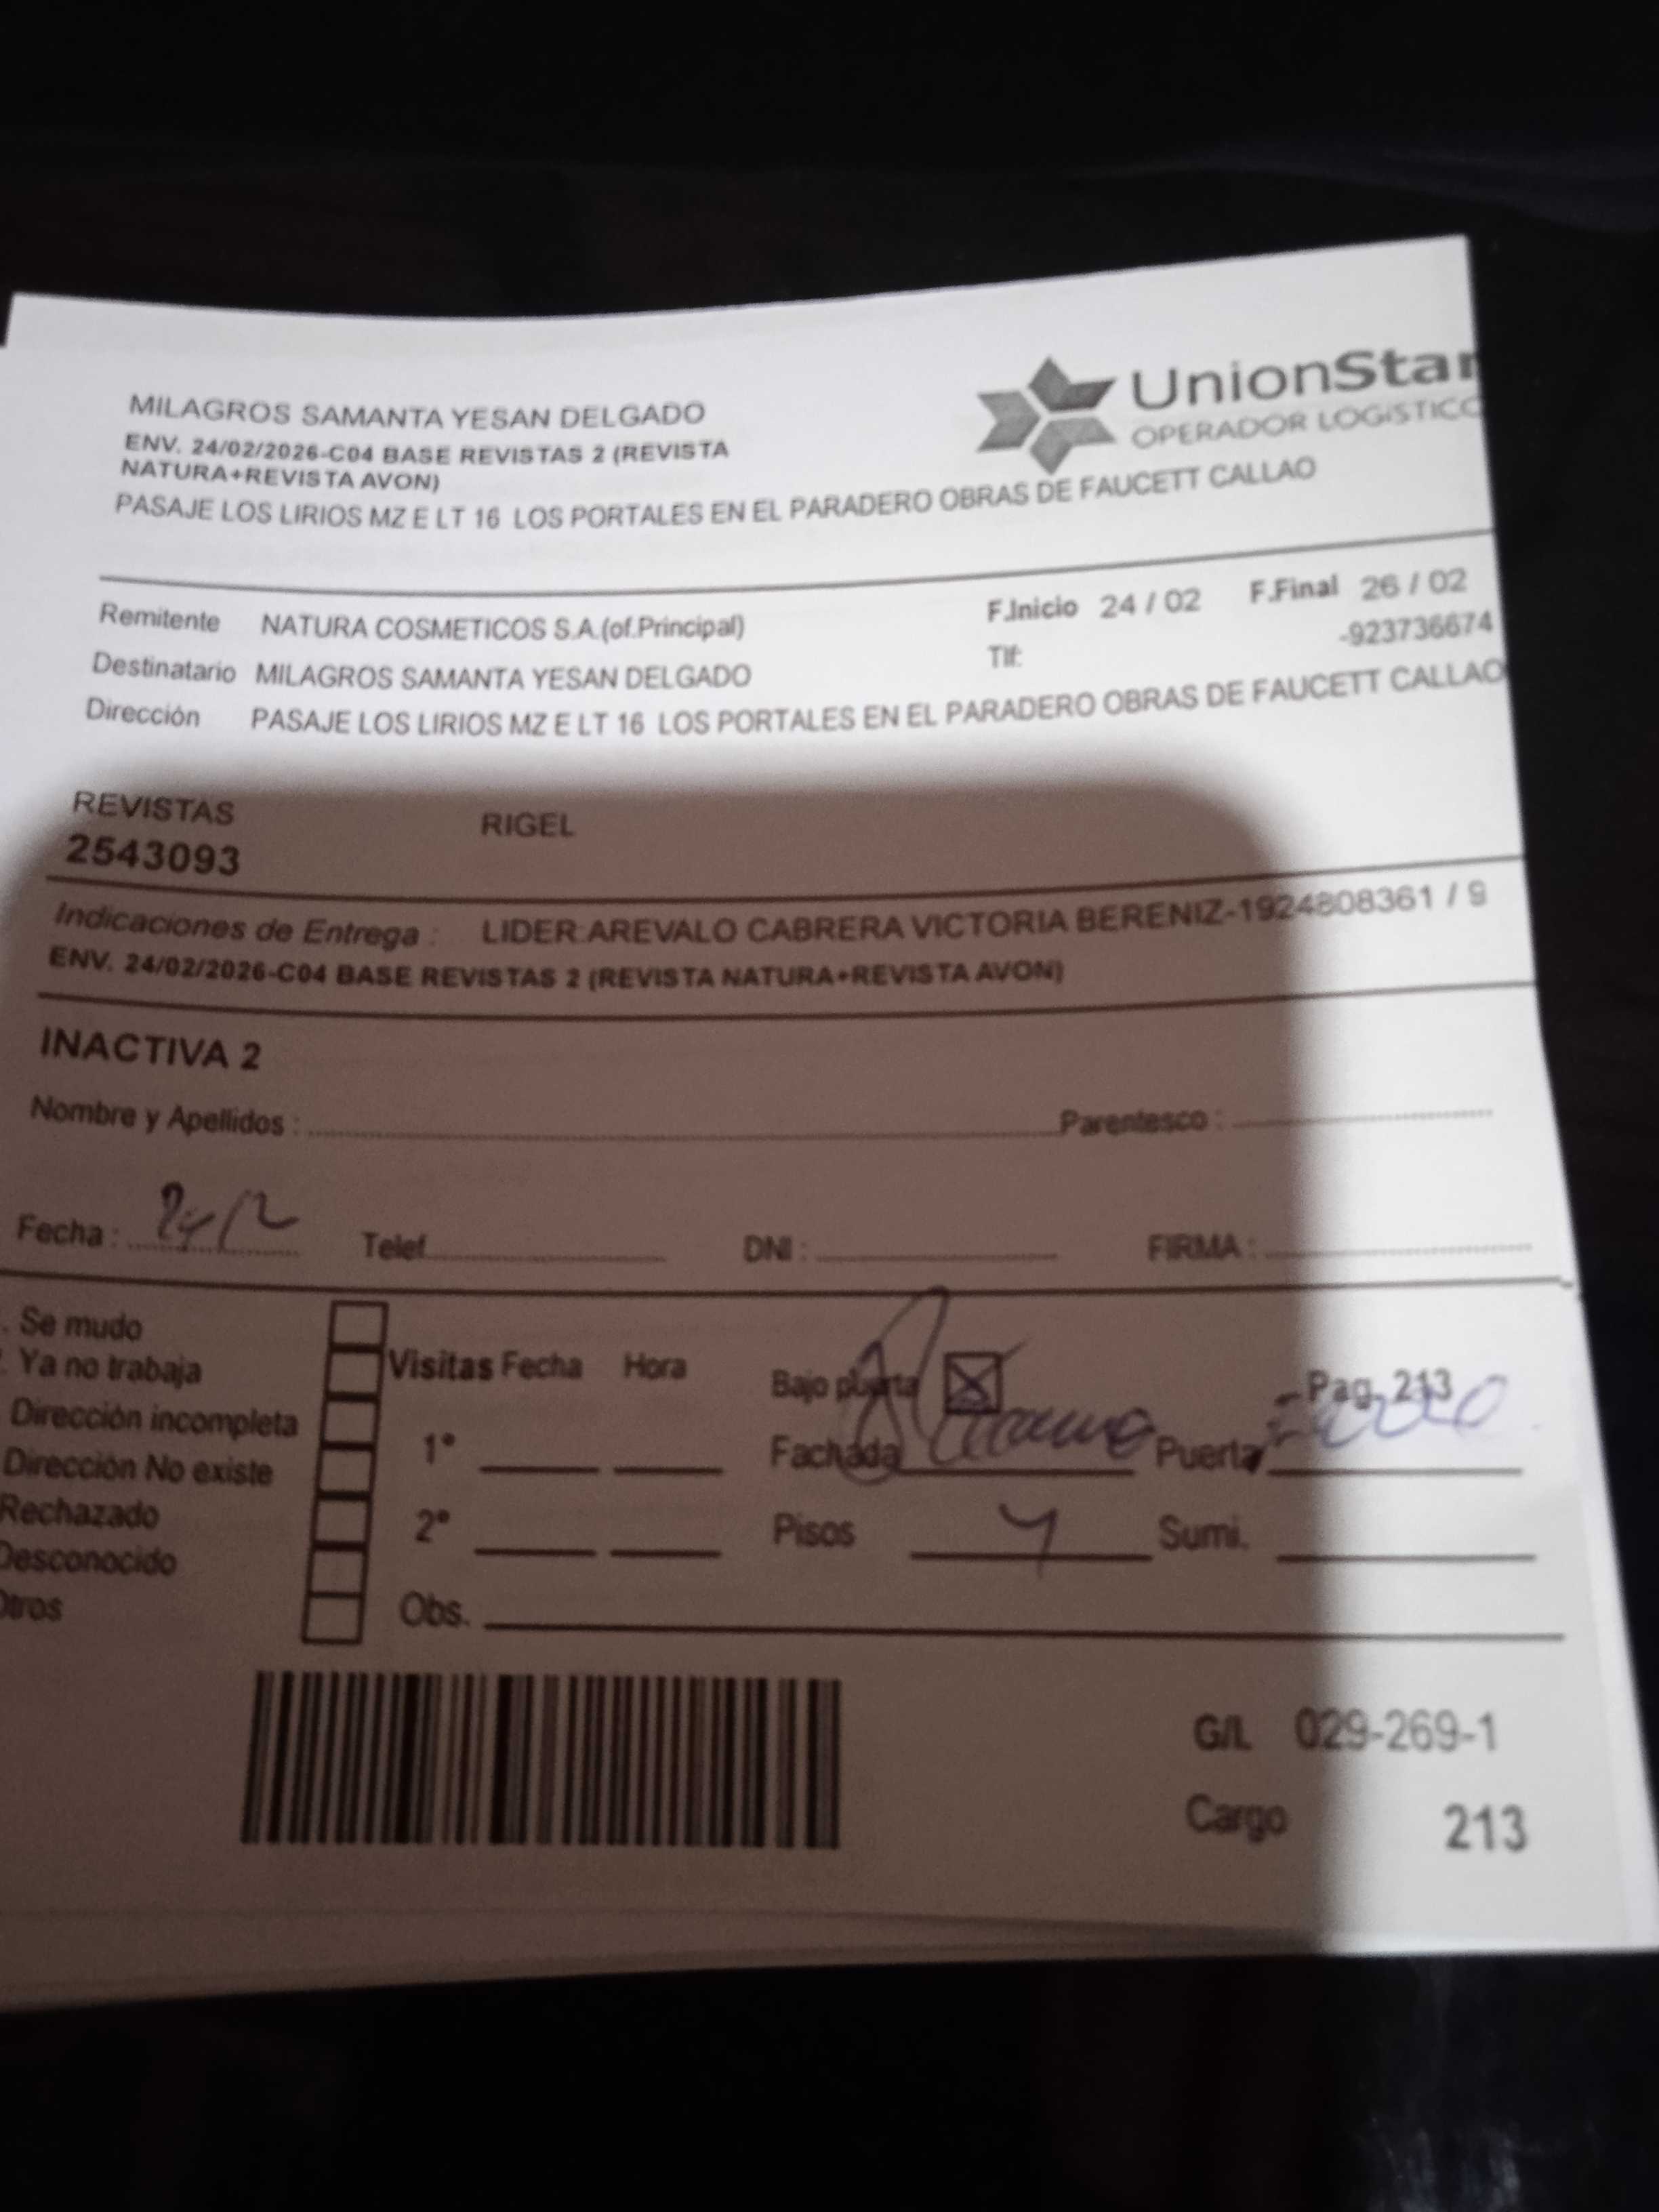 MILAGROS SAMANTA YESAN DELGADO
ENV. 24/02/2026-C04 BASE REVISTAS 2 (REVISTA
NATURA+REVISTA AVON)
PASAJE LOS LIRIOS MZ E LT 16 LOS PORTALES EN EL PARADERO OBRAS DE FAUCETT CALLAO
UnionStar
OPERADOR LOGíSTICO
Remitente NATURA COSMETICOS S.A.(of.Principal)
F.Inicio 24 / 02 F.Final 26 / 02
Destinatario MILAGROS SAMANTA YESAN DELGADO
Tlf: -923736674
Dirección PASAJE LOS LIRIOS MZ E LT 16 LOS PORTALES EN EL PARADERO OBRAS DE FAUCETT CALLAO
REVISTAS RIGEL
2543093
Indicaciones de Entrega : LIDER:AREVALO CABRERA VICTORIA BERENIZ-1924808361 / 9
ENV. 24/02/2026-C04 BASE REVISTAS 2 (REVISTA NATURA+REVISTA AVON)
INACTIVA 2
Nombre y Apellidos : Parentesco :
Fecha : Telef. DNI : FIRMA :
. Se mudo
. Ya no trabaja
Dirección incompleta
Dirección No existe
Rechazado
Desconocido
Otros
Visitas Fecha Hora
1°
2°
Obs.
Bajo puerta Pag. 213
Fachada Puerta
Pisos 4 Sumi.
G/L 029-269-1
Cargo 213